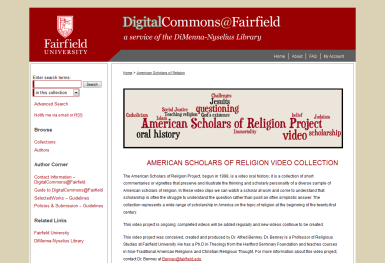 DigitalCommons@Fairfield
a service of the DiMenna-Nyselius Library
Fairfield
UNIVERSITY
Home | About | FAQ | My Account
Enter search terms:
Search
in this collection
Advanced Search
Notify me via email or RSS
Browse
Collections
Authors
Author Corner
Contact Information -
DigitalCommons@Fairfield
Guide to DigitalCommons@Fairfield
SelectedWorks - Guidelines
Policies & Submission - Guidelines
Related Links
Fairfield University
DiMenna-Nyselius Library
Home > American Scholars of Religion
Challenges
Jesuits
Social Justice
questioning
Catholicism
Teaching religion
God's existence
Islam
belief
Judaism
American Scholars of Religion Project
oral history
Immortality
video
scholarship
AMERICAN SCHOLARS OF RELIGION VIDEO COLLECTION
The American Scholars of Religion Project, begun in 1999, is a video oral history; it is a collection of short
commentaries or vignettes that preserve and illustrate the thinking and scholarly personality of a diverse sample of
American scholars of religion. In these video clips we can watch a scholar at work and come to understand that
scholarship is often the struggle to understand the question rather than posit an often simplistic answer. The
collection represents a wide range of scholarship in America on the topic of religion at the beginning of the twenty-first
century.
This video project is ongoing; completed videos will be added regularly and new videos continue to be created.
This video project was conceived, created and produced by Dr. Alfred Benney. Dr. Benney is a Professor of Religious
Studies at Fairfield University. He has a Ph.D in Theology from the Hartford Seminary Foundation and teaches courses
in Non-Traditional American Religions and Christian Religious Thought. For more information about this video project,
contact Dr. Benney at Benney@fairfield.edu